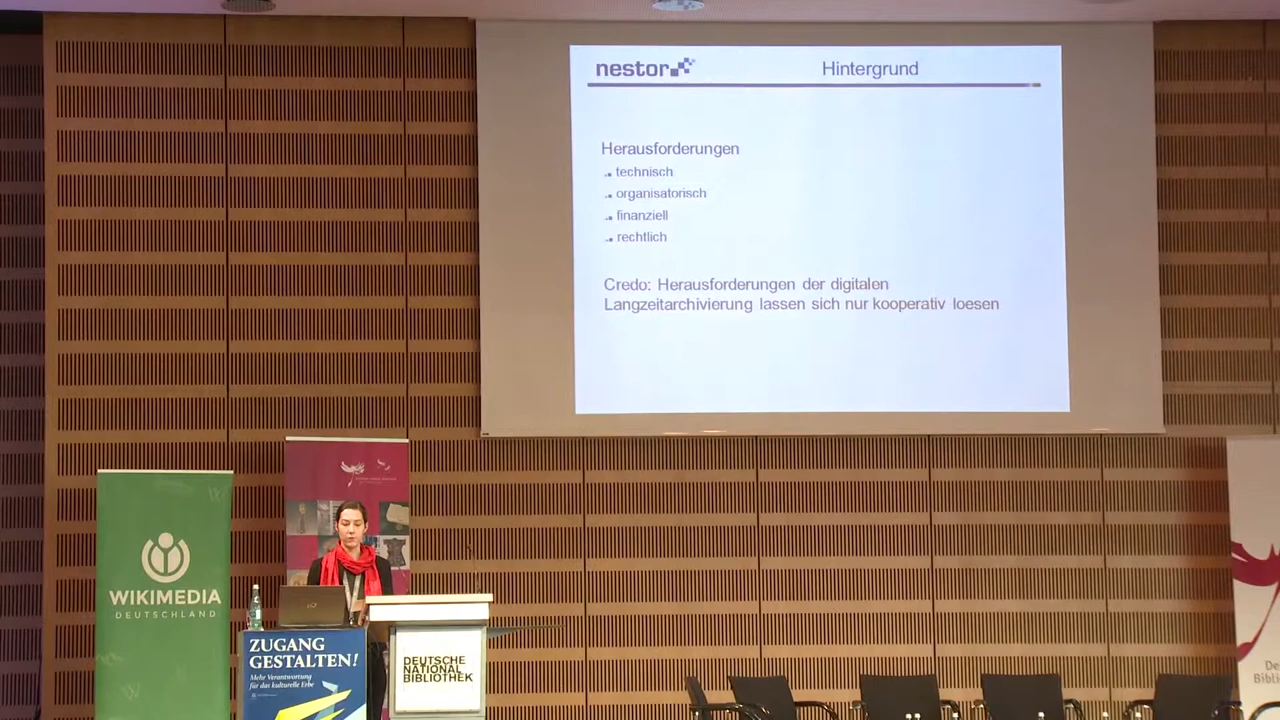 nestor
Hintergrund
Herausforderungen
technisch
organisatorisch
finanziell
rechtlich
Credo: Herausforderungen der digitalen
Langzeitarchivierung lassen sich nur kooperativ loesen
WIKIMEDIA
DEUTSCHLAND
ZUGANG
GESTALTEN!
Mehr Verantwortung
für das kulturelle Erbe
DEUTSCHE
NATIONAL
BIBLIOTHEK